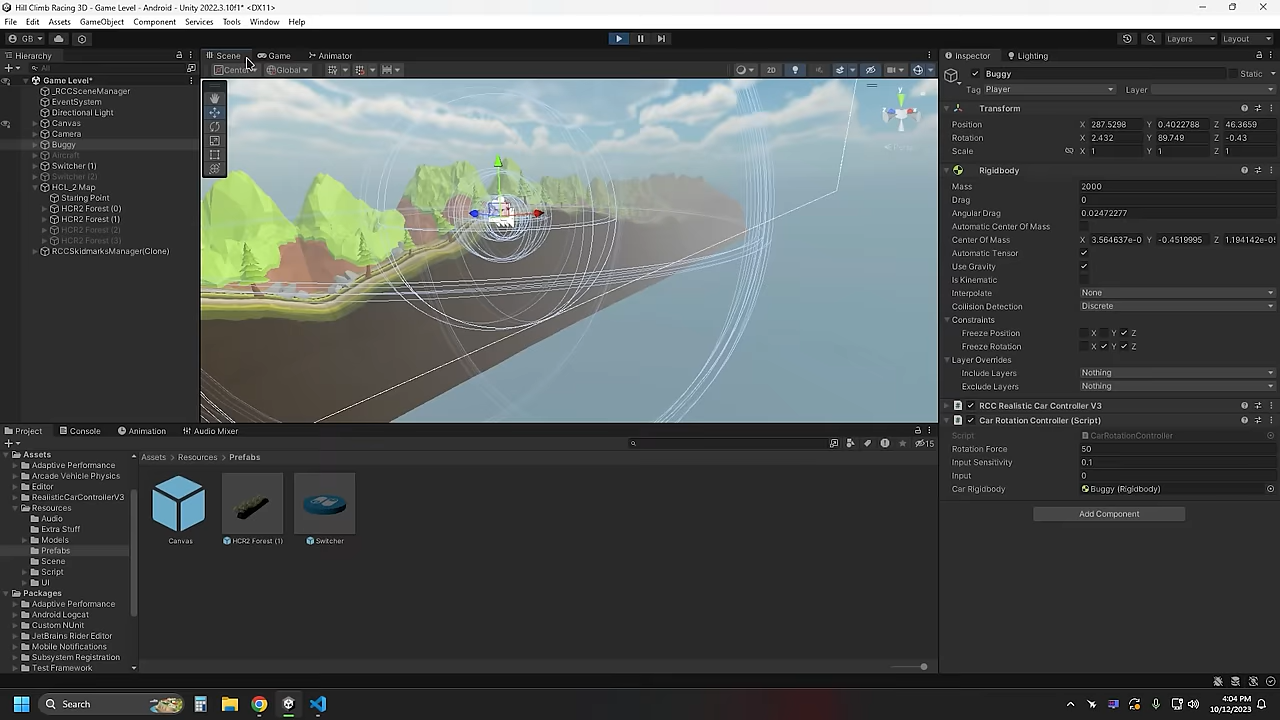 Hill Climb Racing 3D - Game Level - Android - Unity 2022.3.10f1* <DX11>
File Edit Assets GameObject Component Services Tools Window Help
GB
Layers Layout
Hierarchy
All
Game Level*
_RCCSceneManager
EventSystem
Directional Light
Canvas
Camera
Buggy
Aircraft
Switcher (1)
Switcher (2)
HCL_2 Map
Staring Point
HCR2 Forest (0)
HCR2 Forest (1)
HCR2 Forest (2)
HCR2 Forest (3)
RCCSkidmarksManager(Clone)
Scene Game Animator
Center Global
2D
y
Inspector Lighting
Buggy Static
Tag Player Layer
Transform
Position X 287.5298 Y 0.4022788 Z 46.3659
Rotation X 2.432 Y 89.749 Z -0.43
Scale X 1 Y 1 Z 1
Rigidbody
Mass 2000
Drag 0
Angular Drag 0.02472277
Automatic Center Of Mass
Center Of Mass X 3.564637e-0 Y -0.4519995 Z 1.194142e-0
Automatic Tensor
Use Gravity
Is Kinematic
Interpolate None
Collision Detection Discrete
Constraints
Freeze Position X Y Z
Freeze Rotation X Y Z
Layer Overrides
Include Layers Nothing
Exclude Layers Nothing
RCC Realistic Car Controller V3
Car Rotation Controller (Script)
Script CarRotationController
Rotation Force 50
Input Sensitivity 0.1
Input 0
Car Rigidbody Buggy (Rigidbody)
Add Component
Project Console Animation Audio Mixer
15
Assets
Adaptive Performance
Arcade Vehicle Physics
Editor
RealisticCarControllerV3
Resources
Audio
Extra Stuff
Models
Prefabs
Scene
Script
UI
Packages
Adaptive Performance
Android Logcat
Custom NUnit
JetBrains Rider Editor
Mobile Notifications
Subsystem Registration
Test Framework
Assets Resources Prefabs
Canvas HCR2 Forest (1) Switcher
Search
4:04 PM
10/12/2023